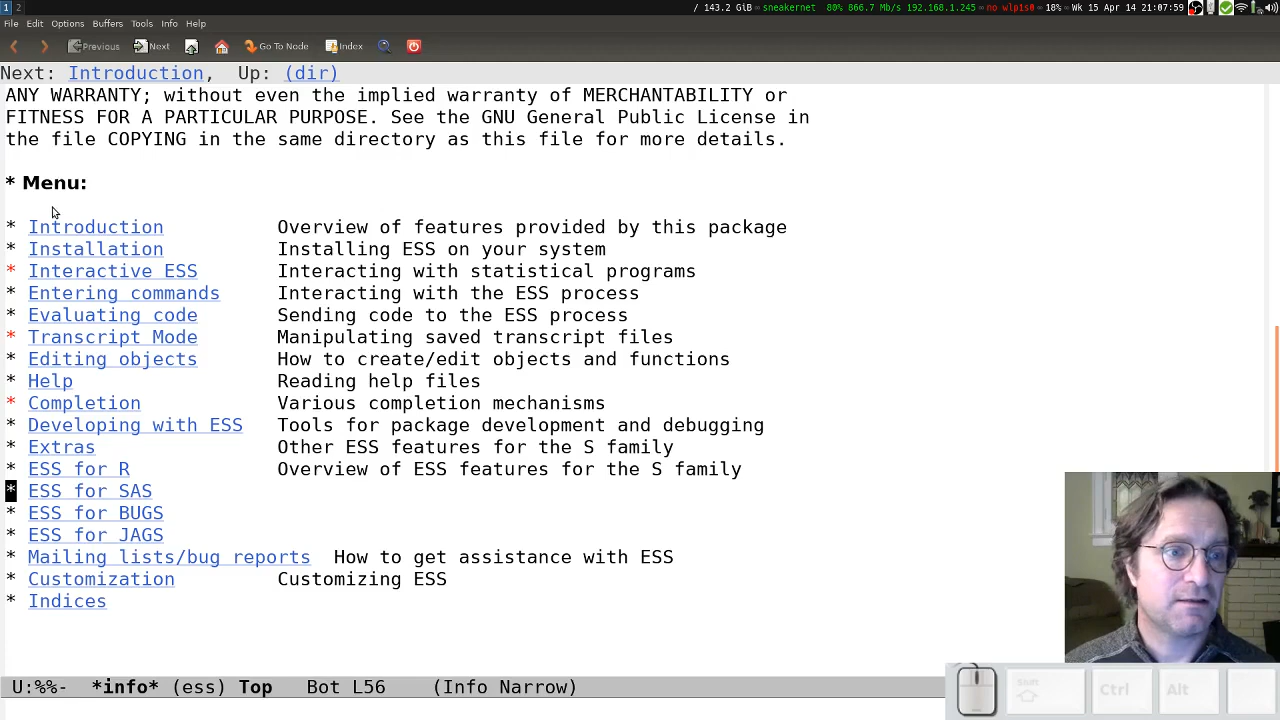 1 2 / 143.2 GiB=sneakernet 80% 866.7 Mb/s 192.168.1.245=no wlp1s0=18%= Wk 15 Apr 14 21:07:59
File Edit Options Buffers Tools Info Help
Previous Next Go To Node Index
Next: Introduction, Up: (dir)
ANY WARRANTY; without even the implied warranty of MERCHANTABILITY or
FITNESS FOR A PARTICULAR PURPOSE. See the GNU General Public License in
the file COPYING in the same directory as this file for more details.
* Menu:
* Introduction Overview of features provided by this package
* Installation Installing ESS on your system
* Interactive ESS Interacting with statistical programs
* Entering commands Interacting with the ESS process
* Evaluating code Sending code to the ESS process
* Transcript Mode Manipulating saved transcript files
* Editing objects How to create/edit objects and functions
* Help Reading help files
* Completion Various completion mechanisms
* Developing with ESS Tools for package development and debugging
* Extras Other ESS features for the S family
* ESS for R Overview of ESS features for the S family
* ESS for SAS
* ESS for BUGS
* ESS for JAGS
* Mailing lists/bug reports How to get assistance with ESS
* Customization Customizing ESS
* Indices
U:%%- *info* (ess) Top Bot L56 (Info Narrow)
Shift Ctrl Alt